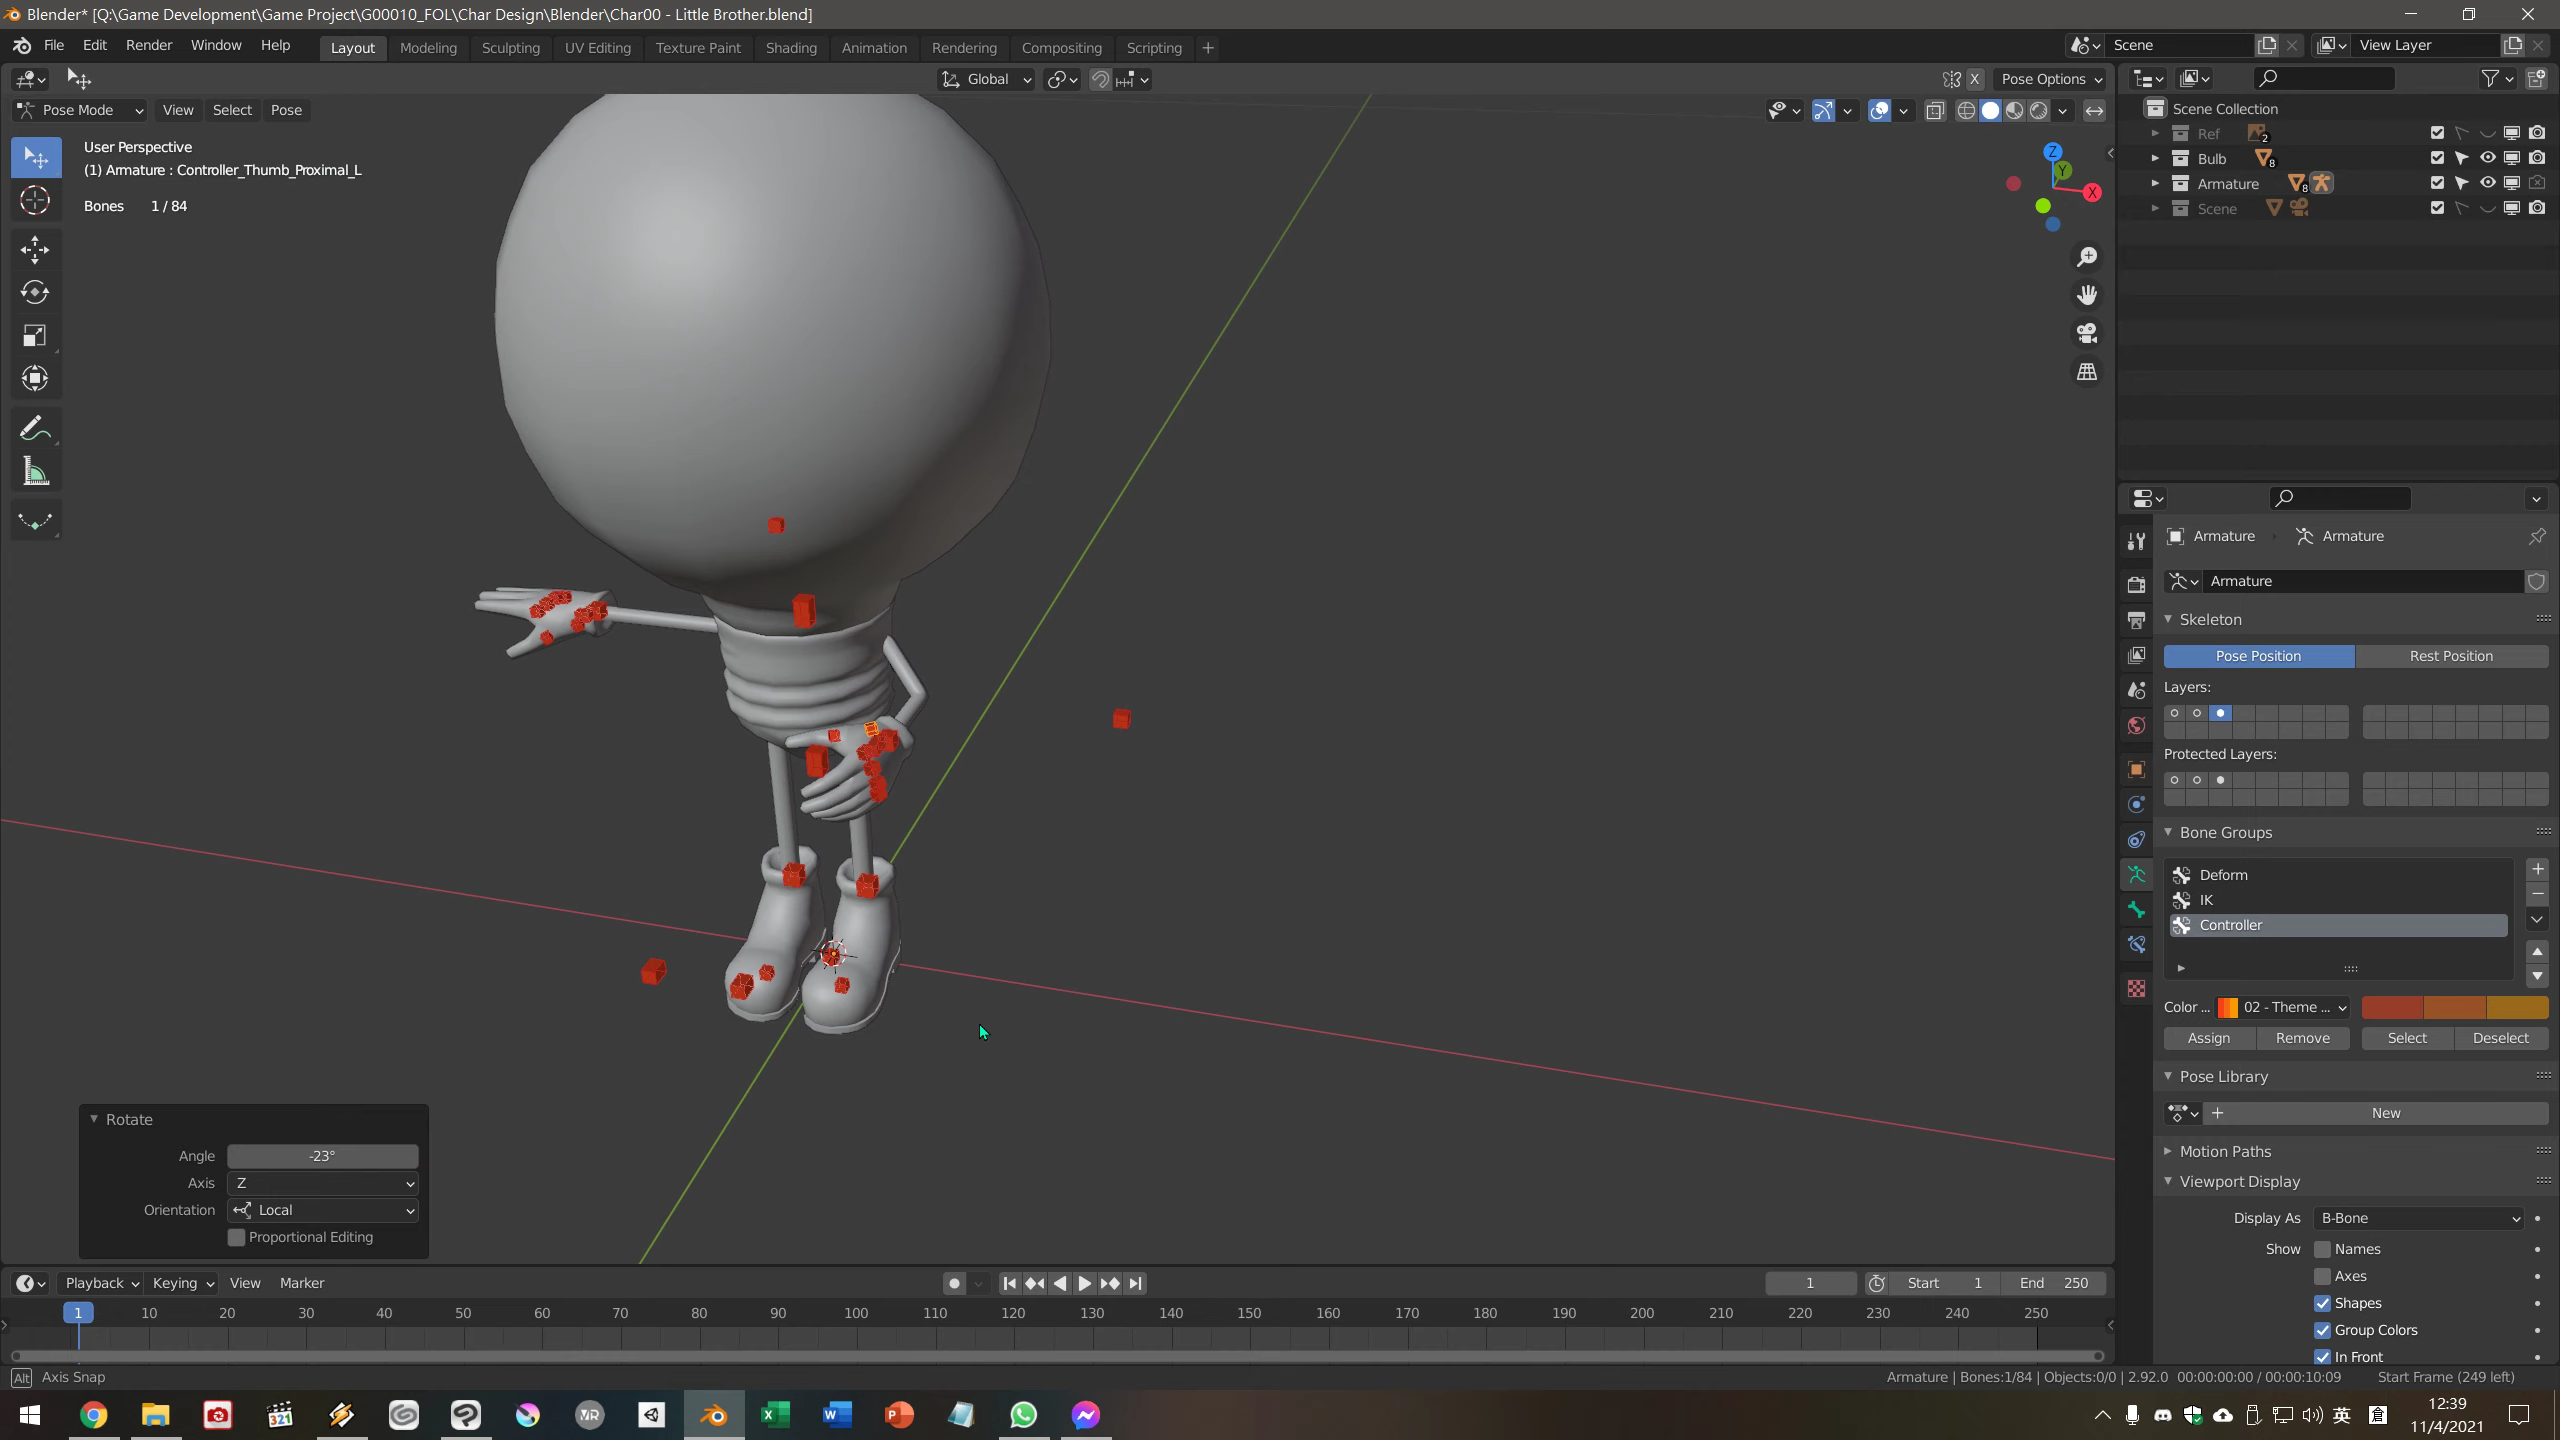 Blender* [Q:\Game Development\Game Project\G00010_FOL\Char Design\Blender\Char00 - Little Brother.blend]
File Edit Render Window Help Layout Modeling Sculpting UV Editing Texture Paint Shading Animation Rendering Compositing Scripting + Scene View Layer
Global X Pose Options
Pose Mode View Select Pose
User Perspective
(1) Armature : Controller_Thumb_Proximal_L
Bones 1 / 84
Z
Y
X
Scene Collection
Ref 2
Bulb 8
Armature 8
Scene
Armature Armature
Armature
Skeleton
Pose Position Rest Position
Layers:
Protected Layers:
Bone Groups
Deform
IK
Controller
Color ... 02 - Theme ...
Assign Remove Select Deselect
Pose Library
New
Motion Paths
Viewport Display
Display As B-Bone
Show Names
Axes
Shapes
Group Colors
In Front
Rotate
Angle -23°
Axis Z
Orientation Local
Proportional Editing
Playback Keying View Marker 1 Start 1 End 250
1 10 20 30 40 50 60 70 80 90 100 110 120 130 140 150 160 170 180 190 200 210 220 230 240 250
Alt Axis Snap Armature | Bones:1/84 | Objects:0/0 | 2.92.0 00:00:00:00 / 00:00:10:09 Start Frame (249 left)
321 英 倉 12:39
11/4/2021